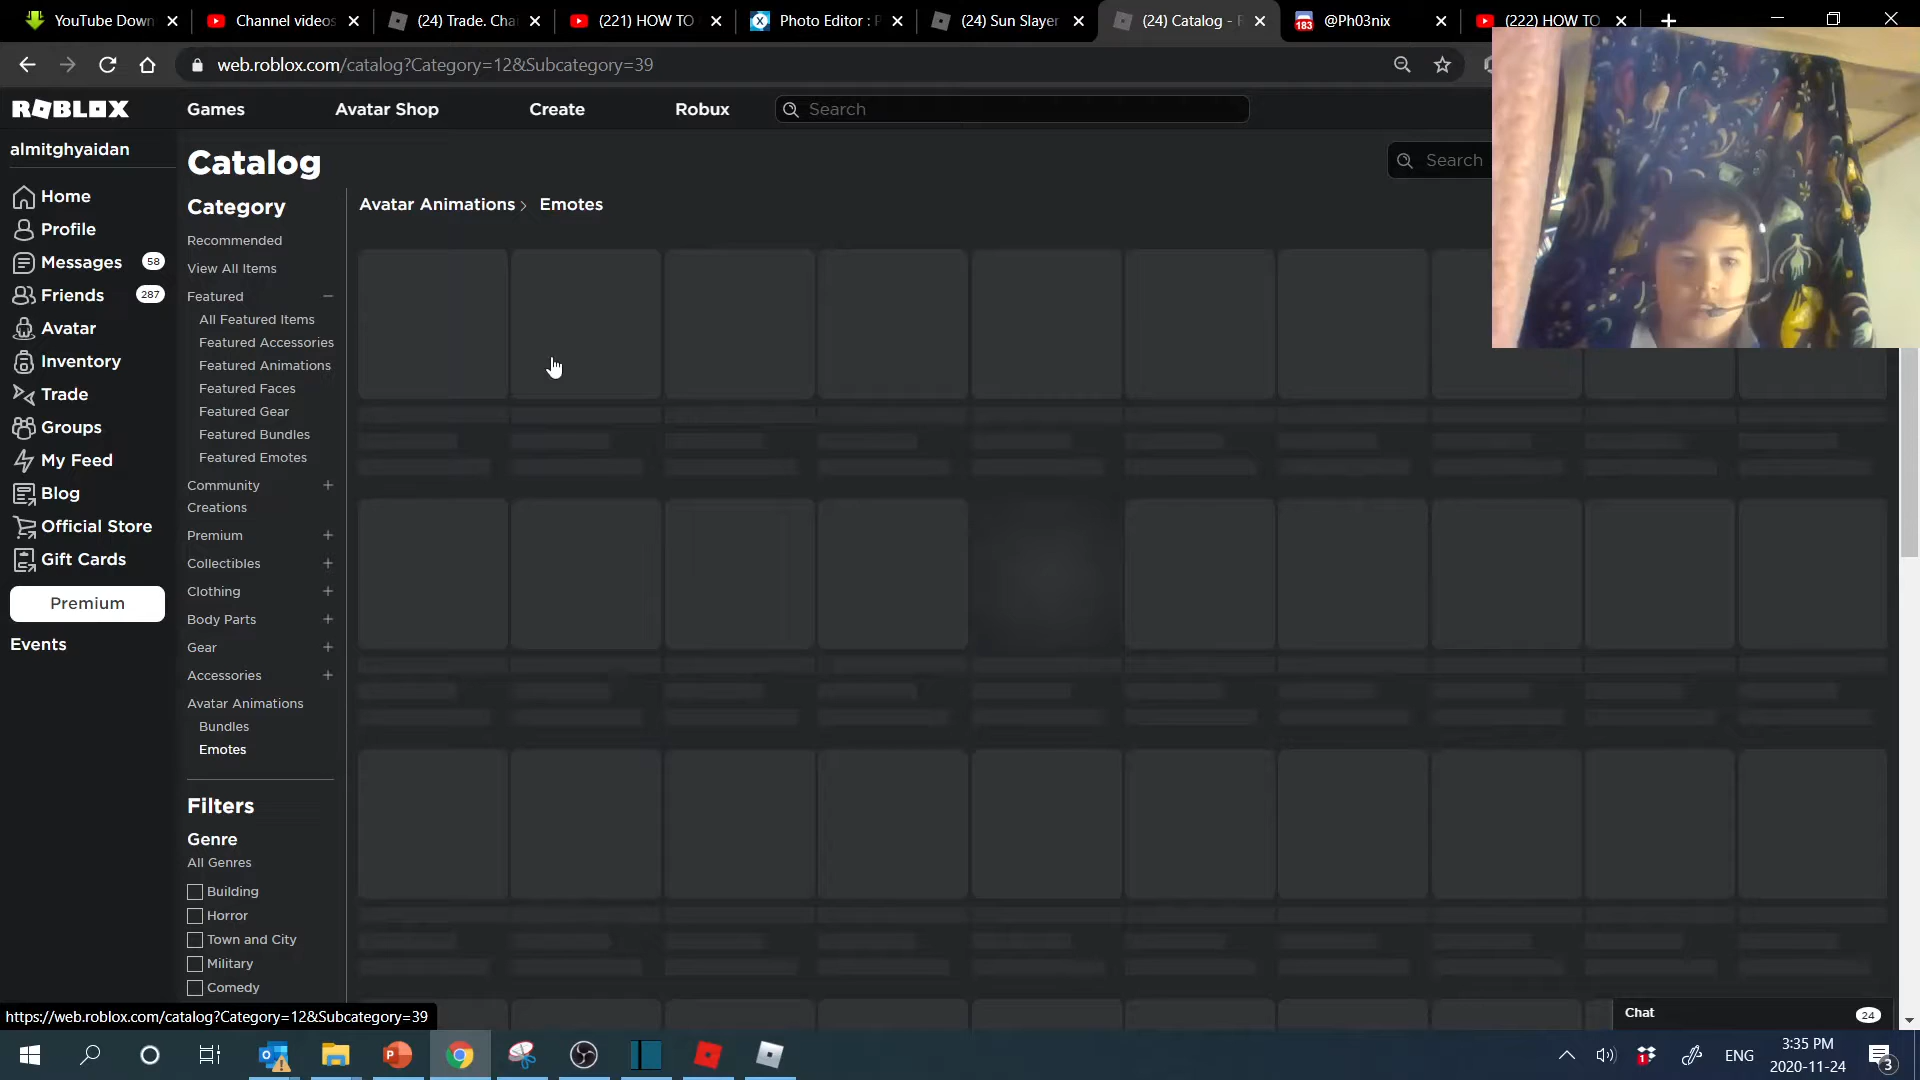 YouTube Down
Channel videos
(24) Trade. Cha
(221) HOW TO
Photo Editor : P
(24) Sun Slayer
(24) Catalog - R
183
@Ph03nix
(222) HOW TO
web.roblox.com/catalog?Category=12&Subcategory=39
ROBLOX
Games
Avatar Shop
Create
Robux
Search
almitghyaidan
Home
Profile
Messages 58
Friends 287
Avatar
Inventory
Trade
Groups
My Feed
Blog
Official Store
Gift Cards
Premium
Events
Catalog
Search
Category
Recommended
View All Items
Featured
All Featured Items
Featured Accessories
Featured Animations
Featured Faces
Featured Gear
Featured Bundles
Featured Emotes
Community
Creations
Premium
Collectibles
Clothing
Body Parts
Gear
Accessories
Avatar Animations
Bundles
Emotes
Filters
Genre
All Genres
Building
Horror
Town and City
Military
Comedy
Avatar Animations > Emotes
https://web.roblox.com/catalog?Category=12&Subcategory=39
Chat 24
ENG
3:35 PM
2020-11-24
3